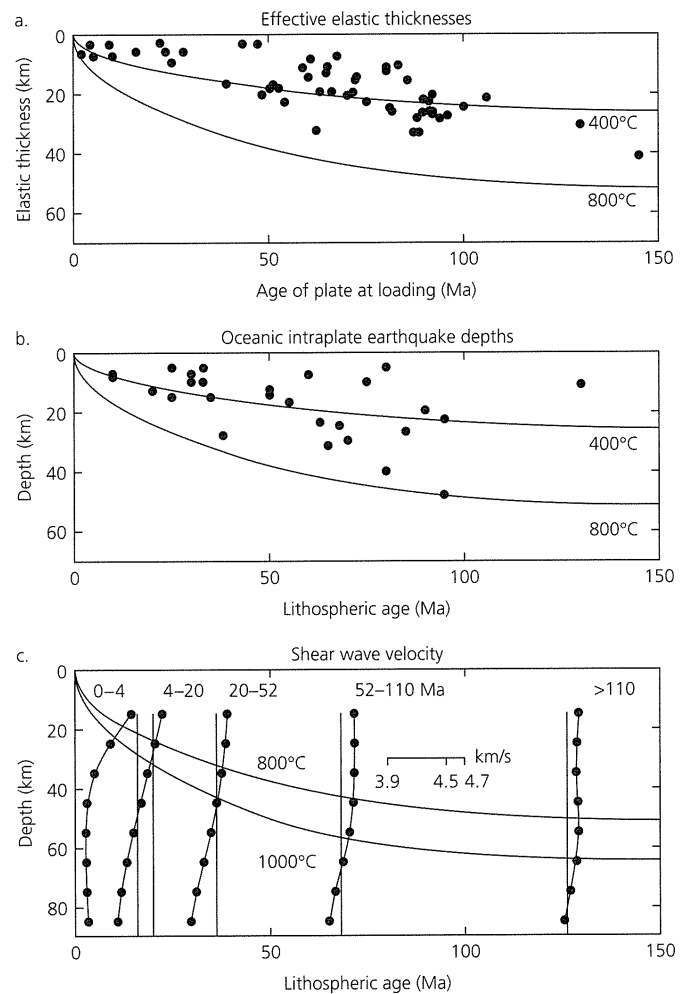 a.
Effective elastic thicknesses
0
20
40
60
Elastic thickness (km)
400°C
800°C
0 50 100 150
Age of plate at loading (Ma)
b.
Oceanic intraplate earthquake depths
0
20
40
60
Depth (km)
400°C
800°C
0 50 100 150
Lithospheric age (Ma)
c.
Shear wave velocity
0
20
40
60
80
Depth (km)
0–4 4–20 20–52 52–110 Ma >110
800°C
km/s
3.9 4.5 4.7
1000°C
0 50 100 150
Lithospheric age (Ma)